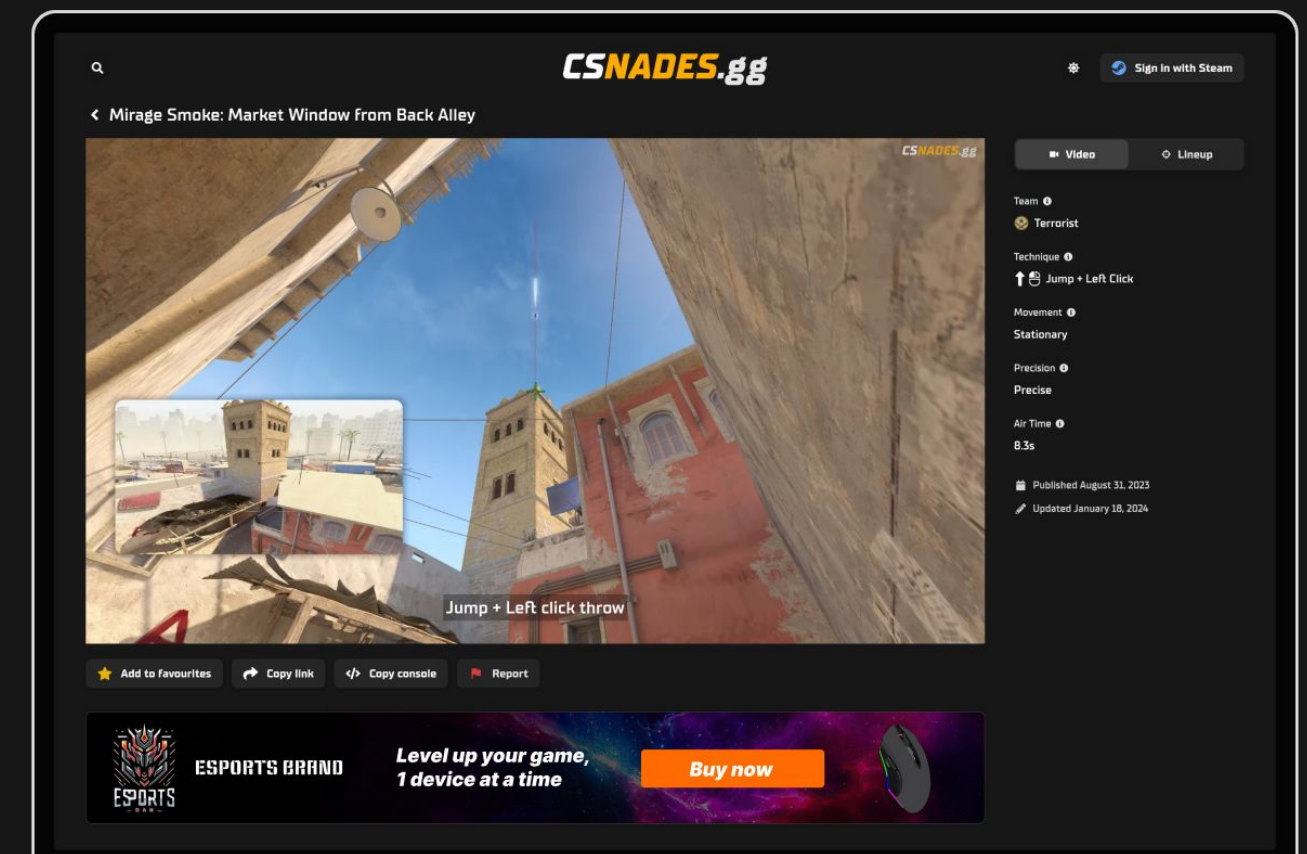 CSNADES.gg
Sign in with Steam
Mirage Smoke: Market Window from Back Alley
CSNADES.gg
Jump + Left click throw
Video
Lineup
Team
Terrorist
Technique
Jump + Left Click
Movement
Stationary
Precision
Precise
Air Time
8.3s
Published August 31, 2023
Updated January 18, 2024
Add to favourites
Copy link
</> Copy console
Report
ESPORTS
ESPORTS BRAND
Level up your game,
1 device at a time
Buy now